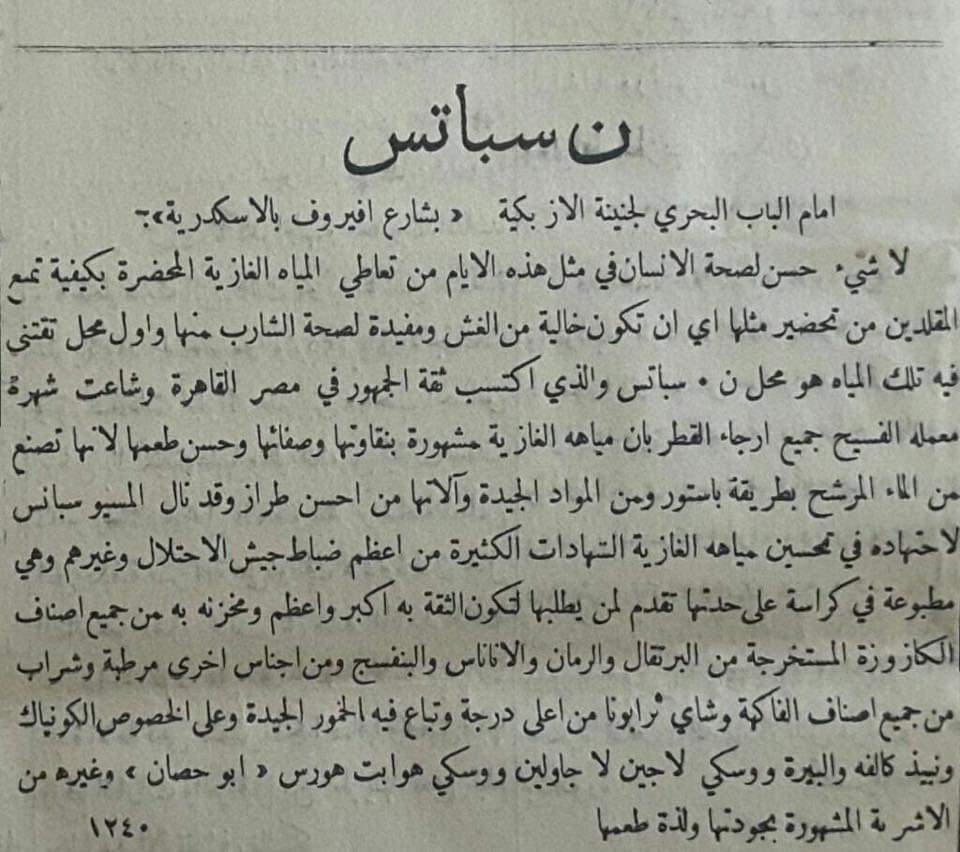 ن سباتس
امام الباب البحري لجنينة الازبكية « بشارع افيروف بالاسكندرية»ـ
لا شيء حسن لصحة الانسان في مثل هذه الايام من تعاطي المياه الغازية المحضرة بكيفية تمنع
المقلدين من تحضير مثلها اي ان تكون خالية من الغش ومفيدة لصحة الشارب منها واول محل تقتنى
فيه تلك المياه هو محل ن ٠ سباتس والذي اكتسب ثقة الجمهور في مصر القاهرة وشاعت شهرة
معمله الفسيح جميع ارجاء القطر بان مياهه الغازية مشهورة بنقاوتها وصفائها وحسن طعمها لانها تصنع
من الماء المرشح بطريقة باستور ومن المواد الجيدة وآلاتها من احسن طراز وقد نال المسيو سباتس
لاجتهاده في تحسين مياهه الغازية الشهادات الكثيرة من اعظم ضباط جيش الاحتلال وغيرهم وهي
مطبوعة في كراسة على حدتها تقدم لمن يطلبها لتكون الثقة به اكبر واعظم ومخزنه به من جميع اصناف
الكازوزة المستخرجة من البرتقال والرمان والاناناس والبنفسج ومن اجناس اخرى مرطبة وشراب
من جميع اصناف الفاكهة وشاي ترابونا من اعلى درجة وتباع فيه الخمور الجيدة وعلى الخصوص الكونياك
ونبيذ كالفه والبيرة ووسكي لاجين لا جاولين ووسكي هوايت هورس « ابو حصان » وغيره من
الاشربة المشهورة بجودتها ولذة طعمها ١٢٤٠